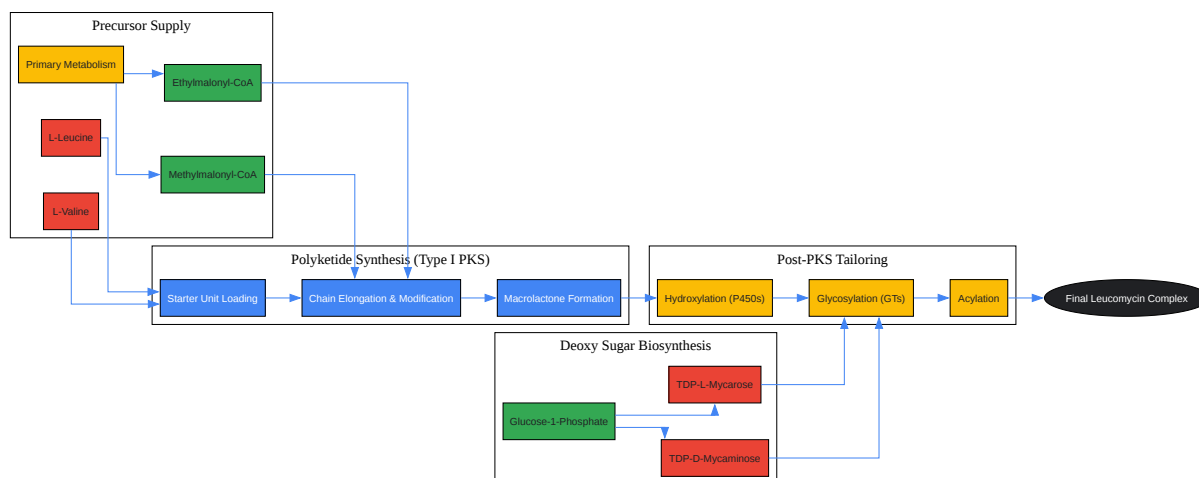 Precursor Supply
Primary Metabolism
Ethylmalonyl-CoA
L-Leucine
Methylmalonyl-CoA
L-Valine
Polyketide Synthesis (Type I PKS)
Starter Unit Loading
Chain Elongation & Modification
Macrolactone Formation
Post-PKS Tailoring
Hydroxylation (P450s)
Glycosylation (GTs)
Acylation
Final Leucomycin Complex
Deoxy Sugar Biosynthesis
TDP-L-Mycarose
Glucose-1-Phosphate
TDP-D-Mycaminose